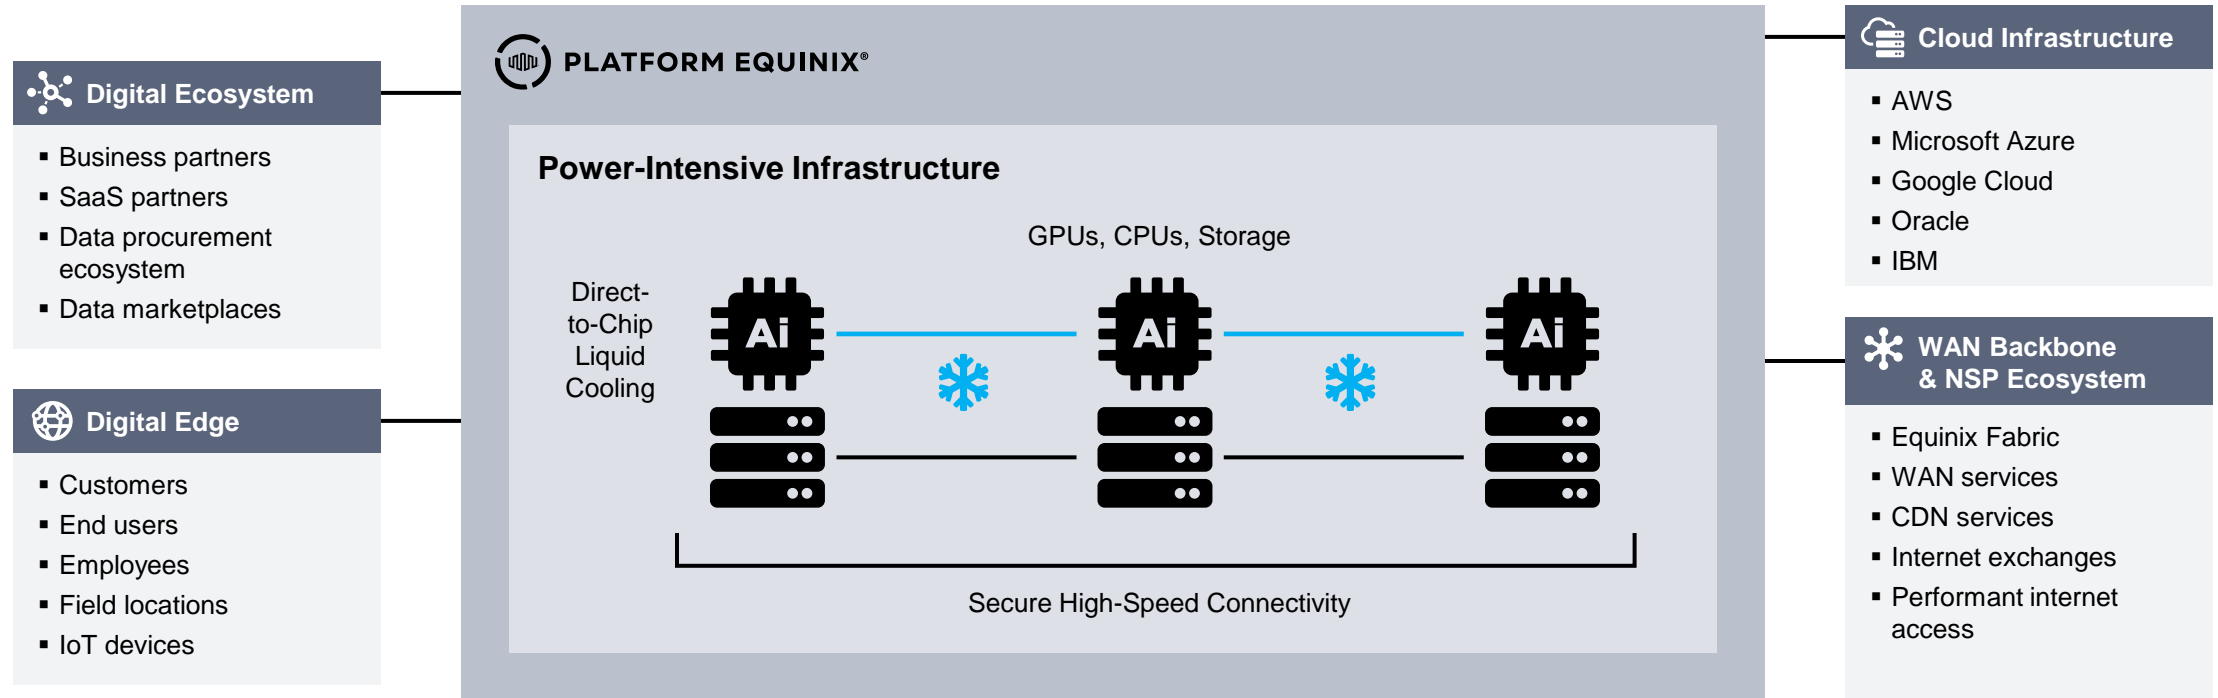 Digital Ecosystem
Business partners
SaaS partners
Data procurement
ecosystem
Data marketplaces
Digital Edge
Customers
End users
Employees
Field locations
IoT devices
PLATFORM EQUINIX®
Power-Intensive Infrastructure
GPUs, CPUs, Storage
Direct-
to-Chip
Liquid
Cooling
Ai
Ai
Ai
Secure High-Speed Connectivity
Cloud Infrastructure
AWS
Microsoft Azure
Google Cloud
Oracle
IBM
WAN Backbone
& NSP Ecosystem
Equinix Fabric
WAN services
CDN services
Internet exchanges
Performant internet
access